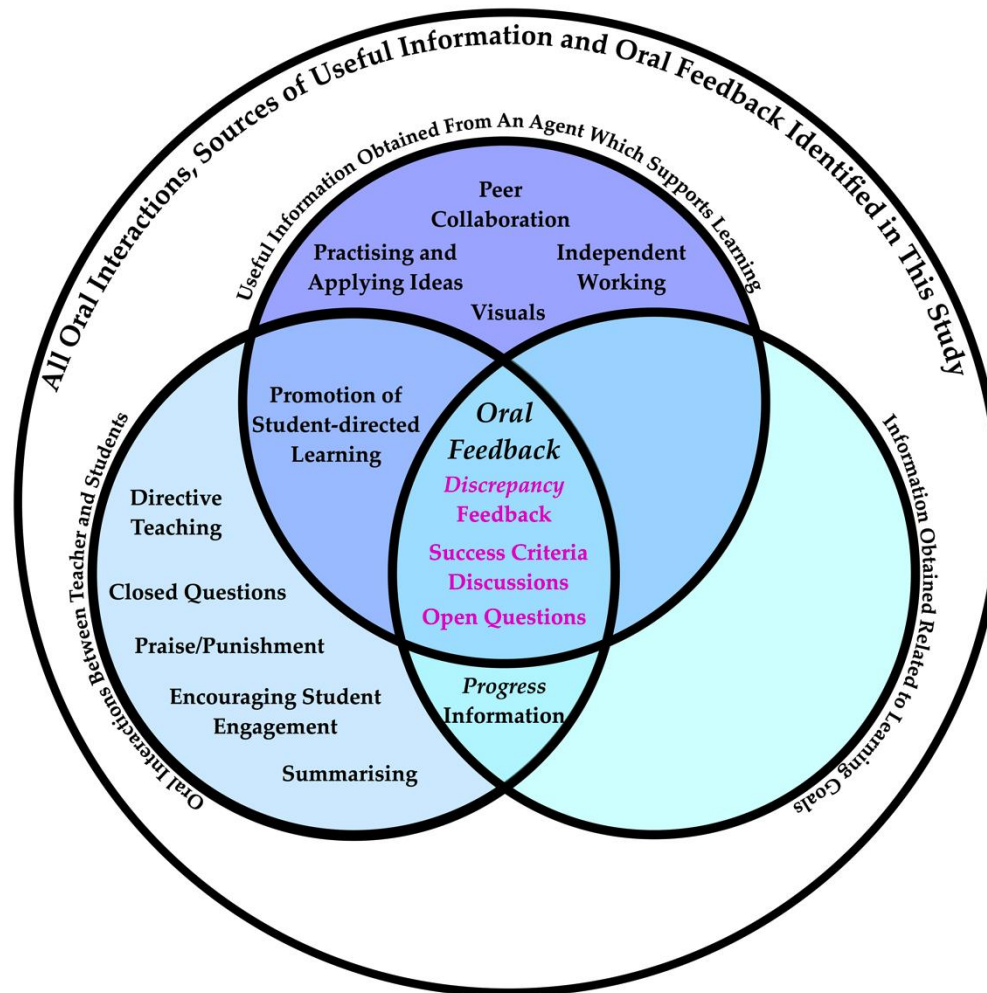 All Oral Interactions, Sources of Useful Information and Oral Feedback Identified in This Study
Useful Information Obtained From An Agent Which Supports Learning
Peer
Collaboration
Practising and
Applying Ideas
Independent
Working
Visuals
Promotion of
Student-directed
Learning
Oral
Feedback
Discrepancy
Feedback
Success Criteria
Discussions
Open Questions
Oral Interactions Between Teacher and Students
Directive
Teaching
Closed Questions
Praise/Punishment
Encouraging Student
Engagement
Summarising
Progress
Information
Information Obtained Related to Learning Goals